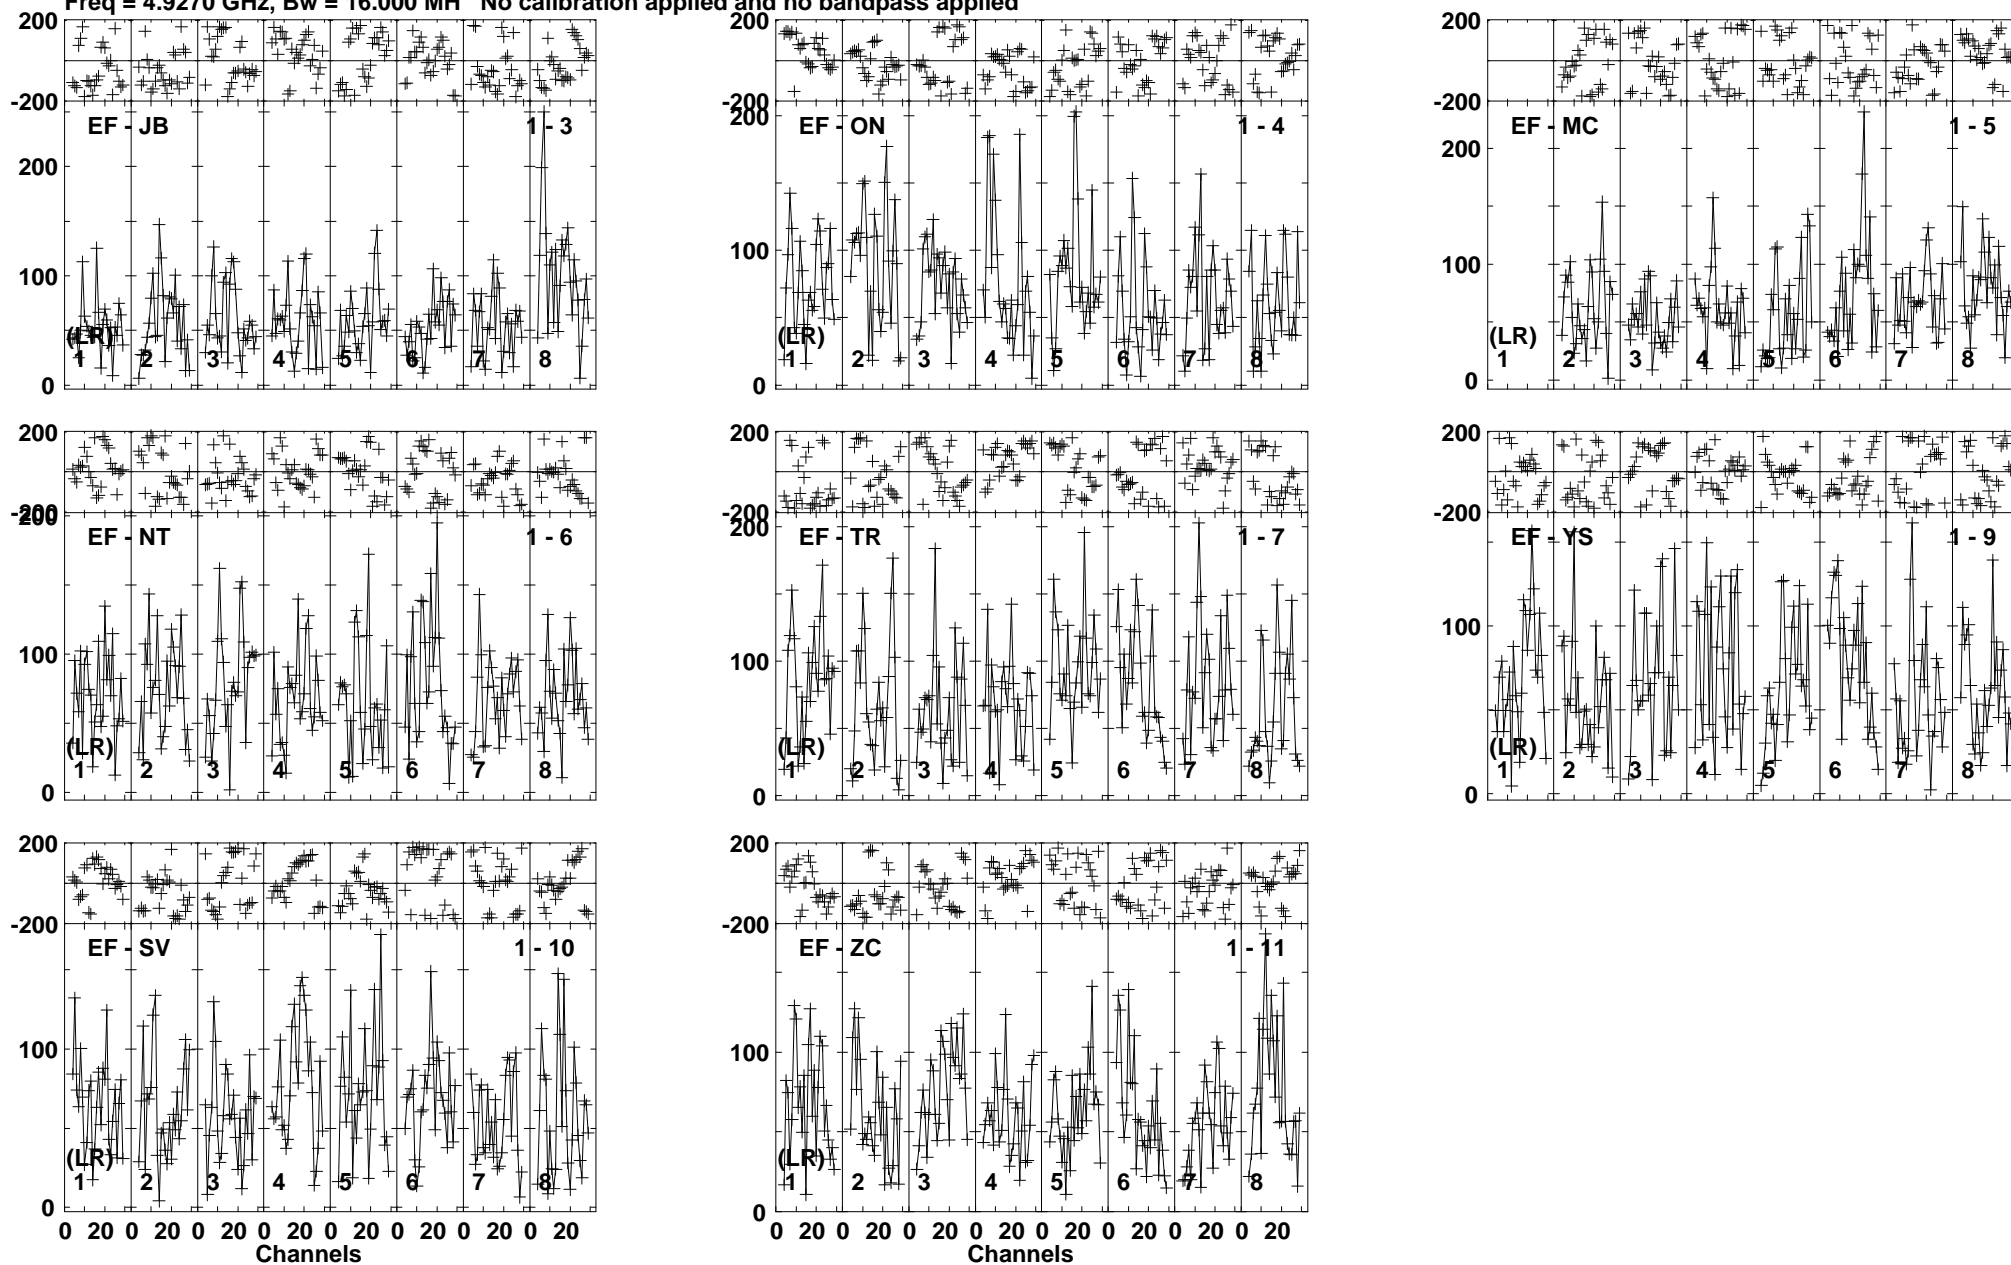 Freq = 4.9270 GHz, Bw = 16.000 MH No calibration applied and no bandpass applied
200 200 200
-200 -200 -200
EF - JB 1 - 3 200 EF - ON 1 - 4 EF - MC 1 - 5
200 200
100 100 100
(LR) (LR) (LR)
1 2 3 4 5 6 7 8 1 2 3 4 5 6 7 8 1 2 3 4 5 6 7 8
0 0 0
200 200 200
-200 -200 -200
200 EF - NT 1 - 6 200 EF - TR 1 - 7 EF - YS 1 - 9
100 100 100
(LR) (LR) (LR)
1 2 3 4 5 6 7 8 1 2 3 4 5 6 7 8 1 2 3 4 5 6 7 8
0 0 0
200 200
-200 -200
EF - SV 1 - 10 EF - ZC 1 - 11
100 100
(LR) (LR)
1 2 3 4 5 6 7 8 1 2 3 4 5 6 7 8
0 0
0 20 0 20 0 20 0 20 0 20 0 20 0 20 0 20 0 20 0 20 0 20 0 20 0 20 0 20 0 20 0 20
Channels Channels